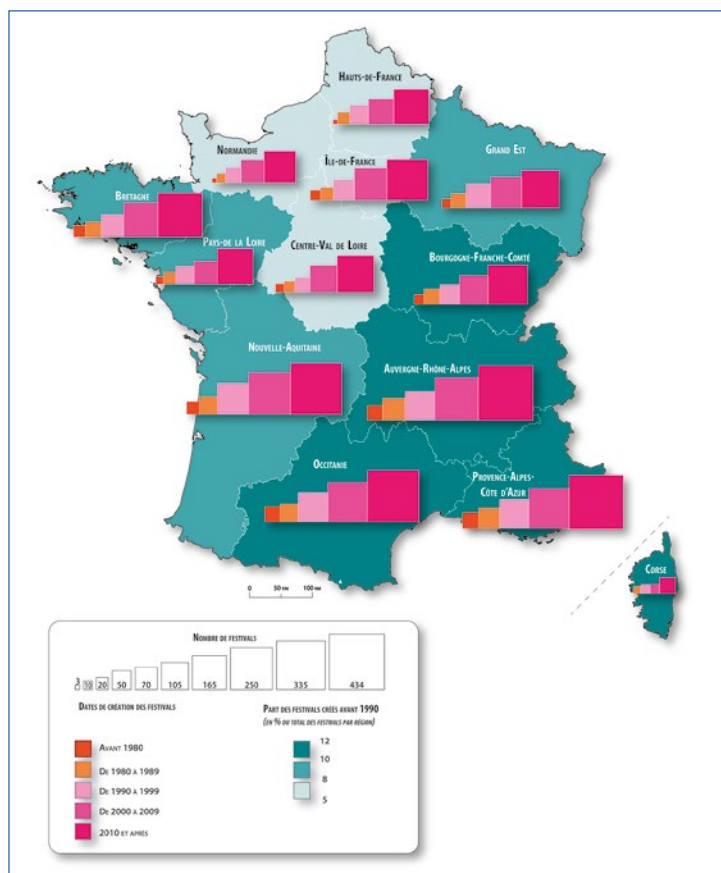 Hauts-de-France
Normandie
Île-de-France
Grand Est
Bretagne
Pays-de la Loire
Centre-Val de Loire
Bourgogne-Franche-Comté
Nouvelle-Aquitaine
Auvergne-Rhône-Alpes
Occitanie
Provence-Alpes-
Côte d'Azur
Corse
0 50 km 100 km
Nombre de festivals
3 10 20 50 70 105 165 250 335 434
Dates de création des festivals
Avant 1980
De 1980 à 1989
De 1990 à 1999
De 2000 à 2009
2010 et après
Part des festivals créés avant 1990
(en % du total des festivals par région)
12
10
8
5